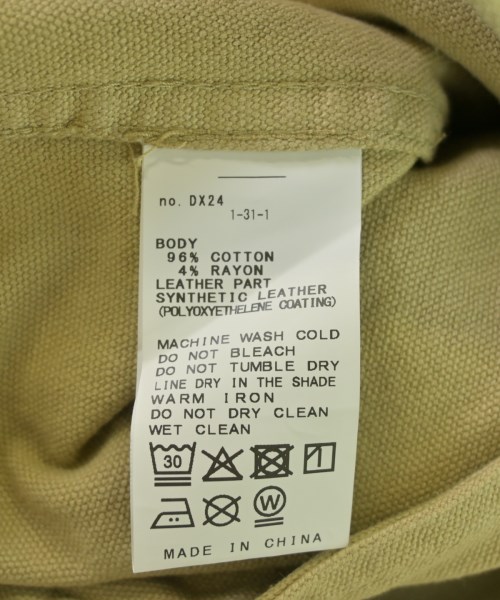 no. DX24
1-31-1
BODY
96% COTTON
4% RAYON
LEATHER PART
SYNTHETIC LEATHER
(POLYOXYETHELENE COATING)
MACHINE WASH COLD
DO NOT BLEACH
DO NOT TUMBLE DRY
LINE DRY IN THE SHADE
WARM IRON
DO NOT DRY CLEAN
WET CLEAN
30
W
MADE IN CHINA